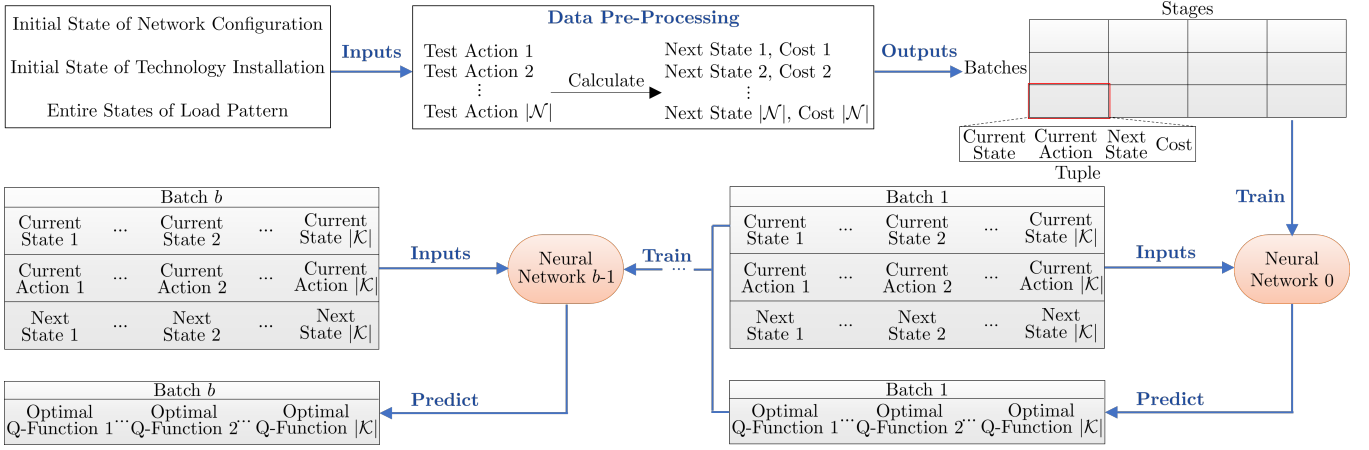 Initial State of Network Configuration
Initial State of Technology Installation
Entire States of Load Pattern
Inputs
Data Pre-Processing
Test Action 1
Test Action 2
⋮
Test Action |𝒩|
Calculate
Next State 1, Cost 1
Next State 2, Cost 2
⋮
Next State |𝒩|, Cost |𝒩|
Outputs
Stages
Batches
Current State
Current Action
Next State
Cost
Tuple
Train
Batch b
Current State 1 ... Current State 2 ... Current State |𝒦|
Current Action 1 ... Current Action 2 ... Current Action |𝒦|
Next State 1 ... Next State 2 ... Next State |𝒦|
Inputs
Neural
Network b-1
Train
...
Batch 1
Current State 1 ... Current State 2 ... Current State |𝒦|
Current Action 1 ... Current Action 2 ... Current Action |𝒦|
Next State 1 ... Next State 2 ... Next State |𝒦|
Inputs
Neural
Network 0
Batch b
Optimal Q-Function 1 ... Optimal Q-Function 2 ... Optimal Q-Function |𝒦|
Predict
Batch 1
Optimal Q-Function 1 ... Optimal Q-Function 2 ... Optimal Q-Function |𝒦|
Predict